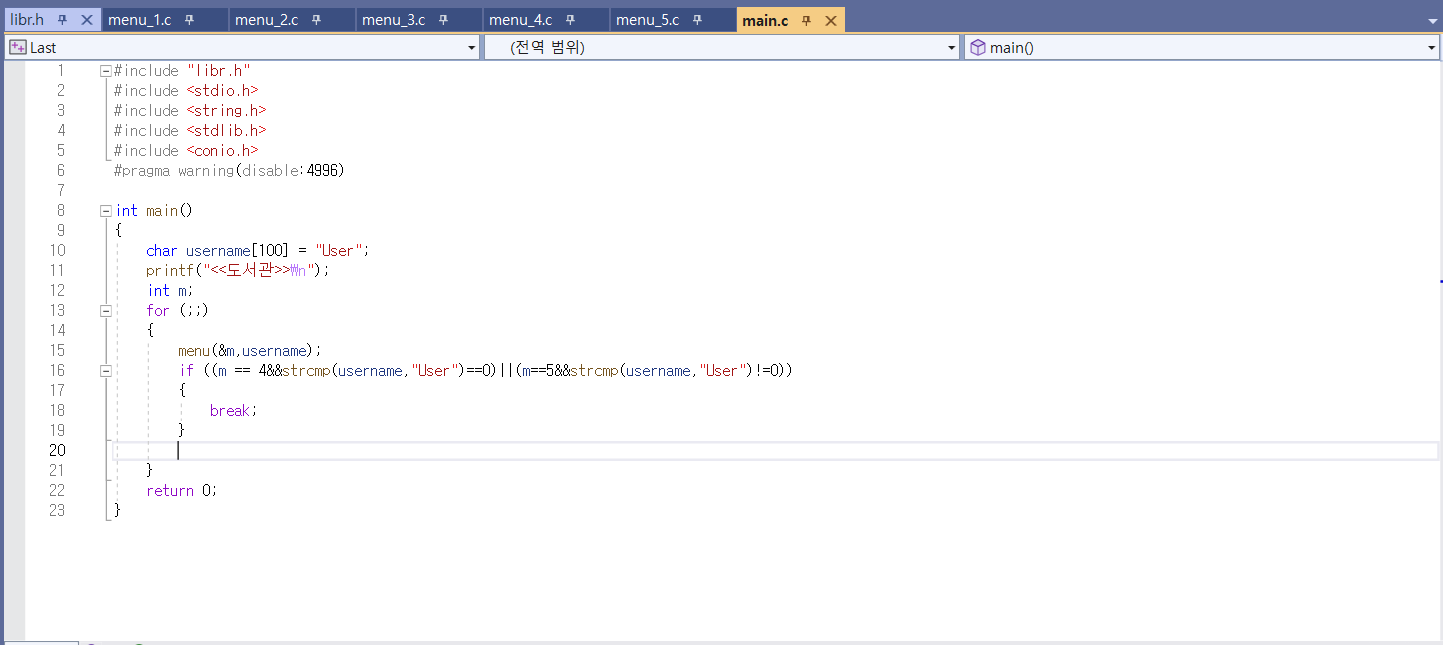 libr.h menu_1.c menu_2.c menu_3.c menu_4.c menu_5.c main.c
Last (전역 범위) main()
1 #include "libr.h"
2 #include <stdio.h>
3 #include <string.h>
4 #include <stdlib.h>
5 #include <conio.h>
6 #pragma warning(disable:4996)
7
8 int main()
9 {
10 char username[100] = "User";
11 printf("<<도서관>>₩n");
12 int m;
13 for (;;)
14 {
15 menu(&m,username);
16 if ((m == 4&&strcmp(username,"User")==0)||(m==5&&strcmp(username,"User")!=0))
17 {
18 break;
19 }
20
21 }
22 return 0;
23 }